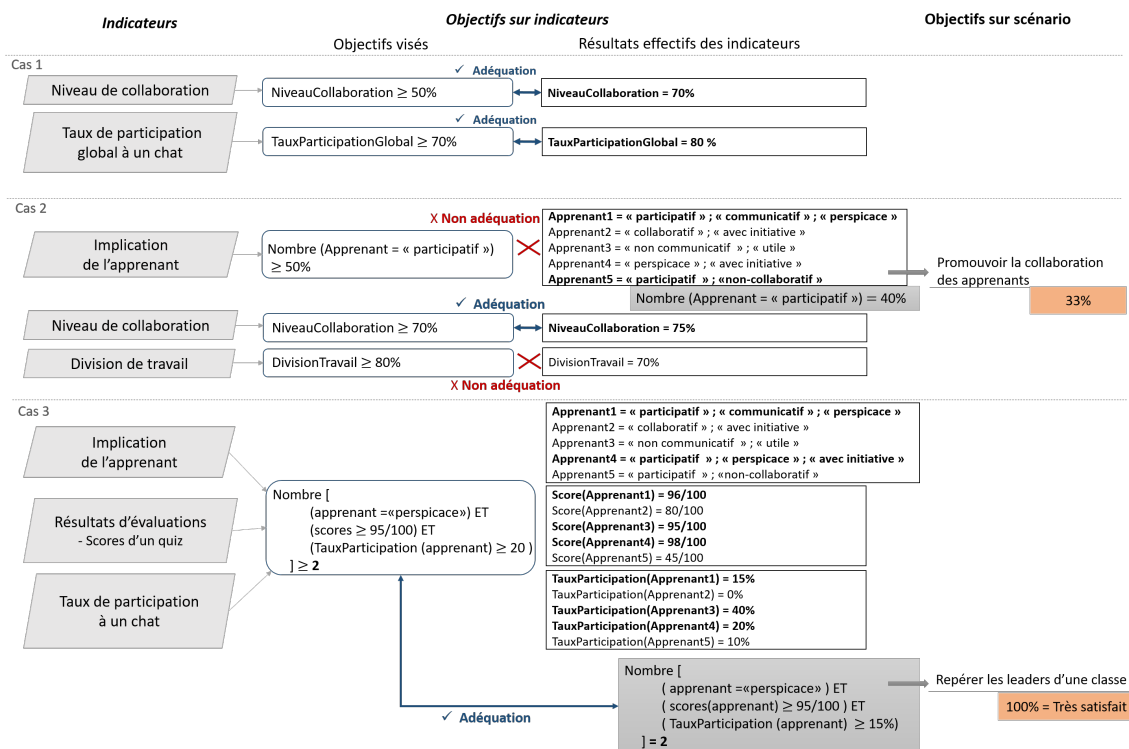 Indicateurs
Objectifs sur indicateurs
Objectifs sur scénario
Objectifs visés
Résultats effectifs des indicateurs
Cas 1
Niveau de collaboration
NiveauCollaboration ≥ 50%
✓ Adéquation
NiveauCollaboration = 70%
Taux de participation
global à un chat
TauxParticipationGlobal ≥ 70%
✓ Adéquation
TauxParticipationGlobal = 80 %
Cas 2
Implication
de l'apprenant
Nombre (Apprenant = « participatif »)
≥ 50%
X Non adéquation
Apprenant1 = « participatif » ; « communicatif » ; « perspicace »
Apprenant2 = « collaboratif » ; « avec initiative »
Apprenant3 = « non communicatif » ; « utile »
Apprenant4 = « perspicace » ; « avec initiative »
Apprenant5 = « participatif » ; «non-collaboratif »
Nombre (Apprenant = « participatif ») = 40%
Promouvoir la collaboration
des apprenants
33%
Niveau de collaboration
NiveauCollaboration ≥ 70%
✓ Adéquation
NiveauCollaboration = 75%
Division de travail
DivisionTravail ≥ 80%
DivisionTravail = 70%
X Non adéquation
Cas 3
Implication
de l'apprenant
Résultats d'évaluations
- Scores d'un quiz
Taux de participation
à un chat
Nombre [
(apprenant =«perspicace») ET
(scores ≥ 95/100) ET
(TauxParticipation (apprenant) ≥ 20 )
] ≥ 2
Apprenant1 = « participatif » ; « communicatif » ; « perspicace »
Apprenant2 = « collaboratif » ; « avec initiative »
Apprenant3 = « non communicatif » ; « utile »
Apprenant4 = « participatif » ; « perspicace » ; « avec initiative »
Apprenant5 = « participatif » ; «non-collaboratif »
Score(Apprenant1) = 96/100
Score(Apprenant2) = 80/100
Score(Apprenant3) = 95/100
Score(Apprenant4) = 98/100
Score(Apprenant5) = 45/100
TauxParticipation(Apprenant1) = 15%
TauxParticipation(Apprenant2) = 0%
TauxParticipation(Apprenant3) = 40%
TauxParticipation(Apprenant4) = 20%
TauxParticipation(Apprenant5) = 10%
✓ Adéquation
Nombre [
( apprenant =«perspicace» ) ET
( scores(apprenant) ≥ 95/100 ) ET
( TauxParticipation (apprenant) ≥ 15%)
] = 2
Repérer les leaders d'une classe
100% = Très satisfait